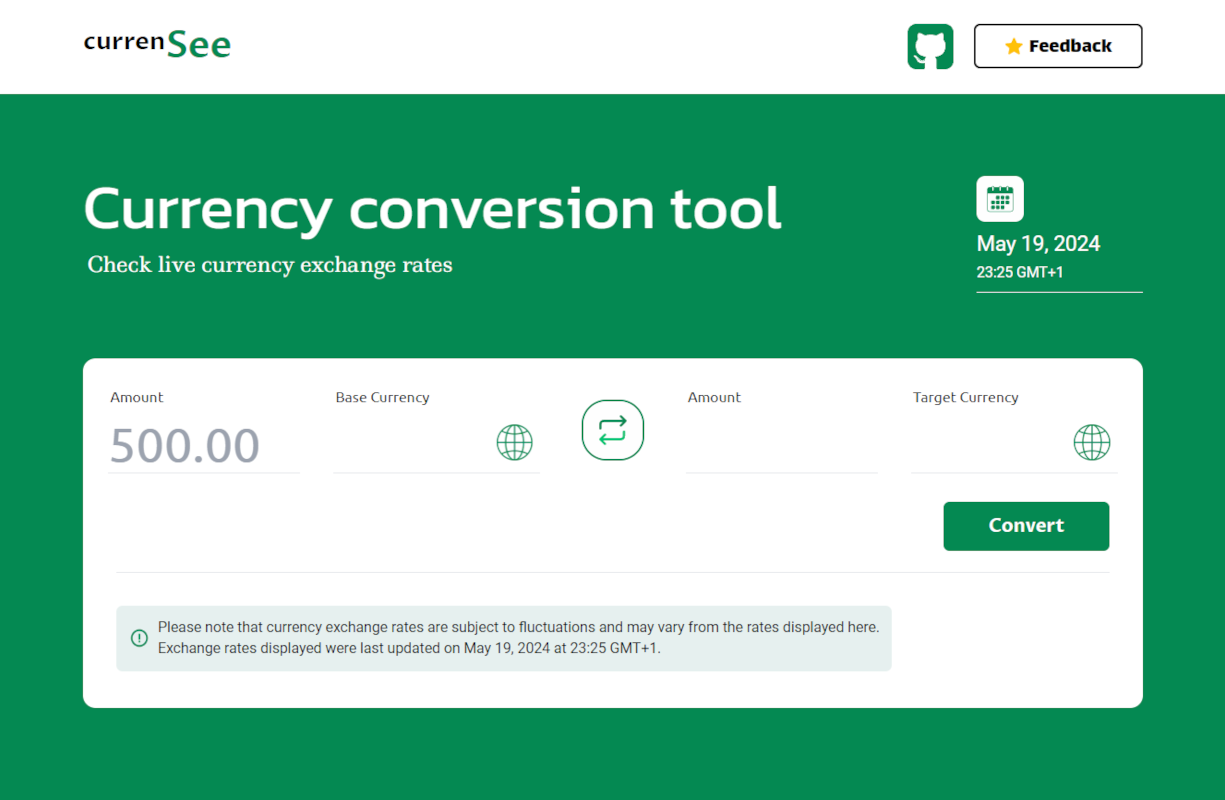 currenSee
Feedback
Currency conversion tool
Check live currency exchange rates
May 19, 2024
23:25 GMT+1
Amount
Base Currency
Amount
Target Currency
500.00
Convert
Please note that currency exchange rates are subject to fluctuations and may vary from the rates displayed here.
Exchange rates displayed were last updated on May 19, 2024 at 23:25 GMT+1.